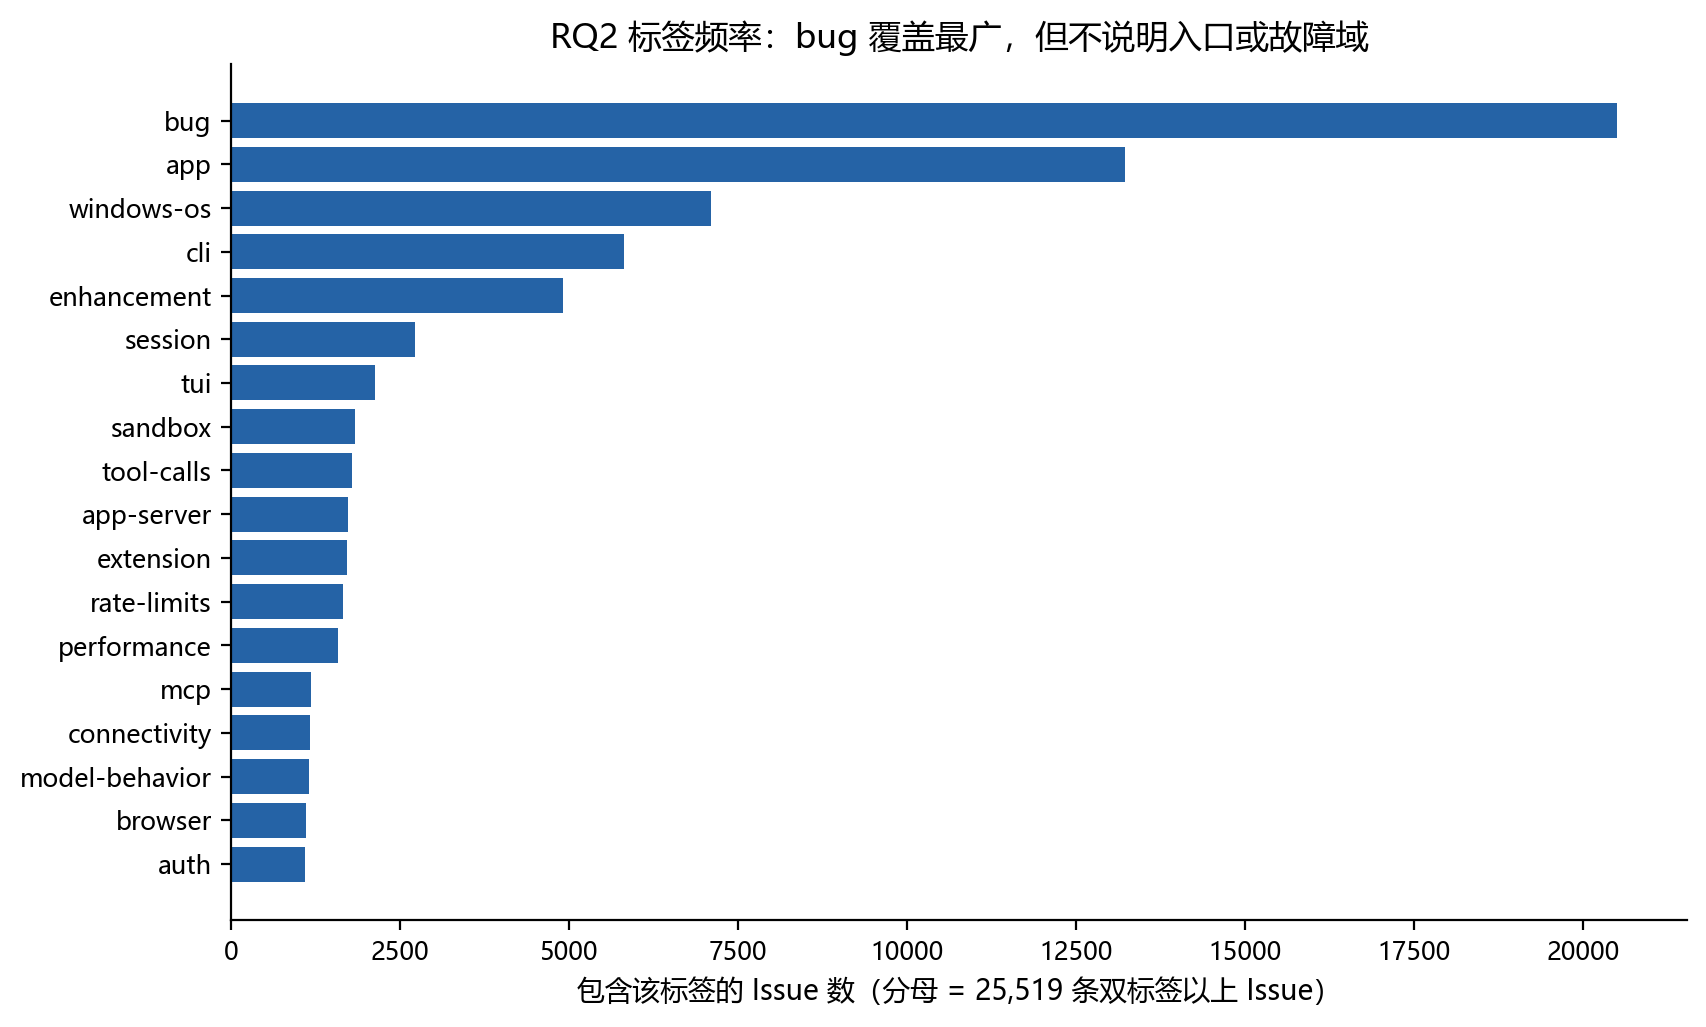 RQ2 标签频率：bug 覆盖最广，但不说明入口或故障域
bug
app
windows-os
cli
enhancement
session
tui
sandbox
tool-calls
app-server
extension
rate-limits
performance
mcp
connectivity
model-behavior
browser
auth
0 2500 5000 7500 10000 12500 15000 17500 20000
包含该标签的 Issue 数（分母 = 25,519 条双标签以上 Issue）